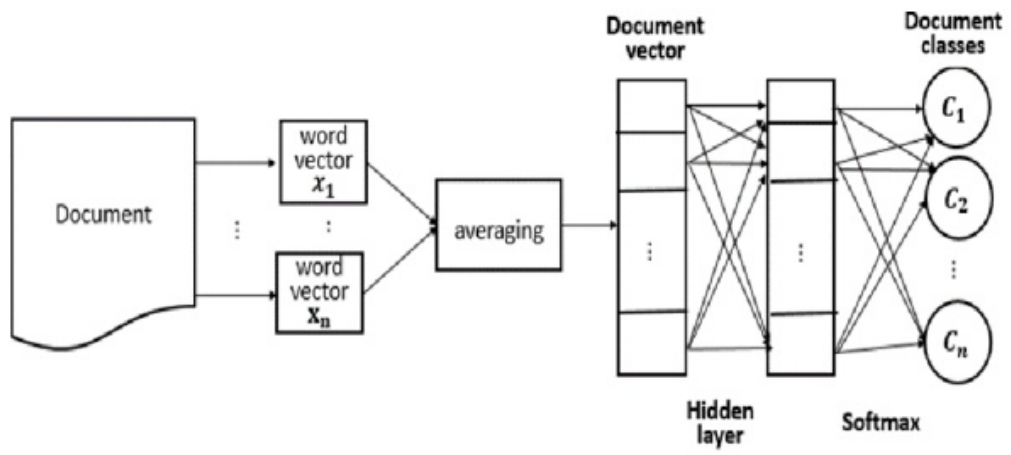 Document
word
vector
x₁
⋮
⋮
word
vector
xₙ
averaging
Document
vector
⋮
Hidden
layer
⋮
Softmax
Document
classes
C₁
C₂
⋮
Cₙ